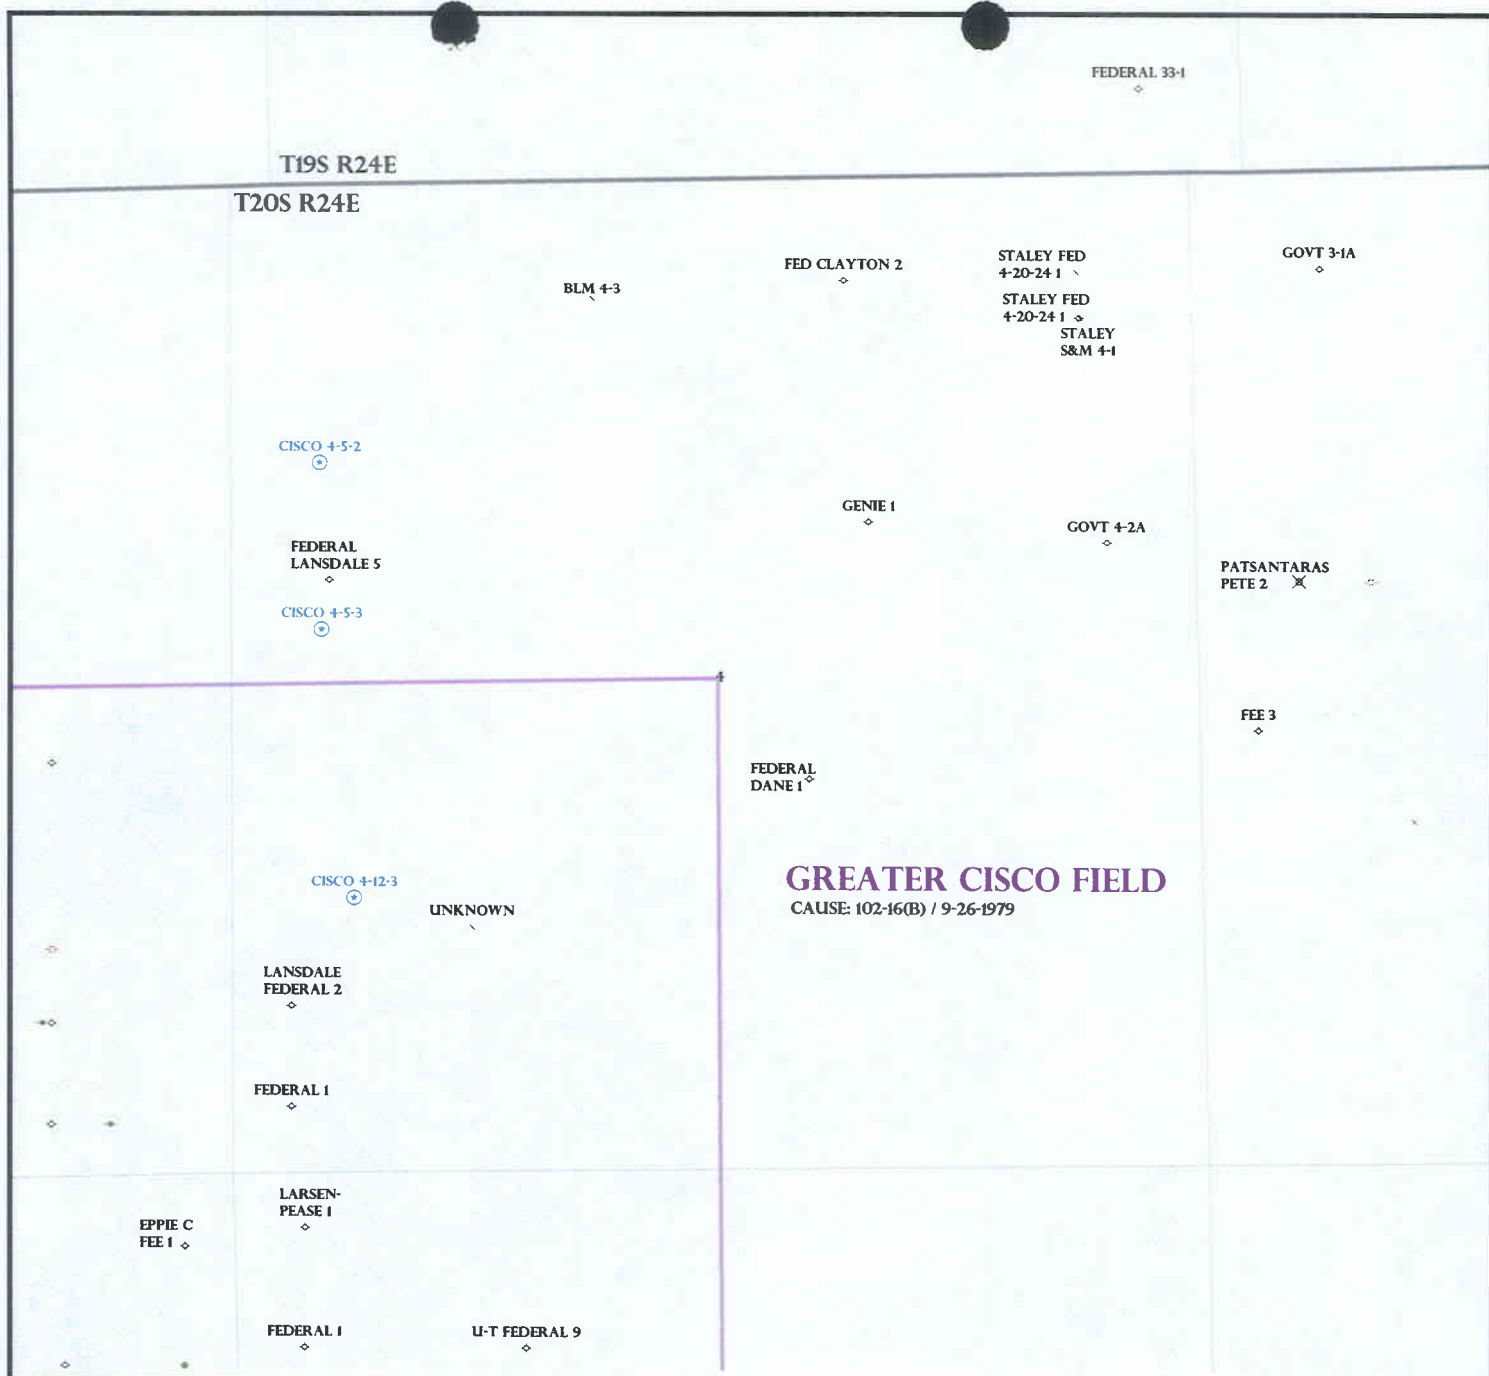 FEDERAL 33-1
T19S R24E
T20S R24E
GOVT 3-1A
STALEY FED
4-20-24 1
FED CLAYTON 2
BLM 4-3
STALEY FED
4-20-24 1
STALEY
S&M 4-1
CISCO 4-5-2
GENIE 1
GOVT 4-2A
FEDERAL
LANSDALE 5
PATSANTARAS
PETE 2
CISCO 4-5-3
4
FEE 3
FEDERAL
DANE 1
GREATER CISCO FIELD
CAUSE: 102-16(B) / 9-26-1979
CISCO 4-12-3
UNKNOWN
LANSDALE
FEDERAL 2
FEDERAL 1
LARSEN-
PEASE 1
EPPIE C
FEE 1
FEDERAL 1
U-T FEDERAL 9